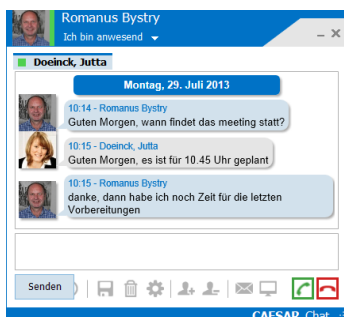 Romanus Bystry
Ich bin anwesend
Doeinck, Jutta
Montag, 29. Juli 2013
10:14 - Romanus Bystry
Guten Morgen, wann findet das meeting statt?
10:15 - Doeinck, Jutta
Guten Morgen, es ist für 10.45 Uhr geplant
10:15 - Romanus Bystry
danke, dann habe ich noch Zeit für die letzten
Vorbereitungen
Senden
CAESAR Chat